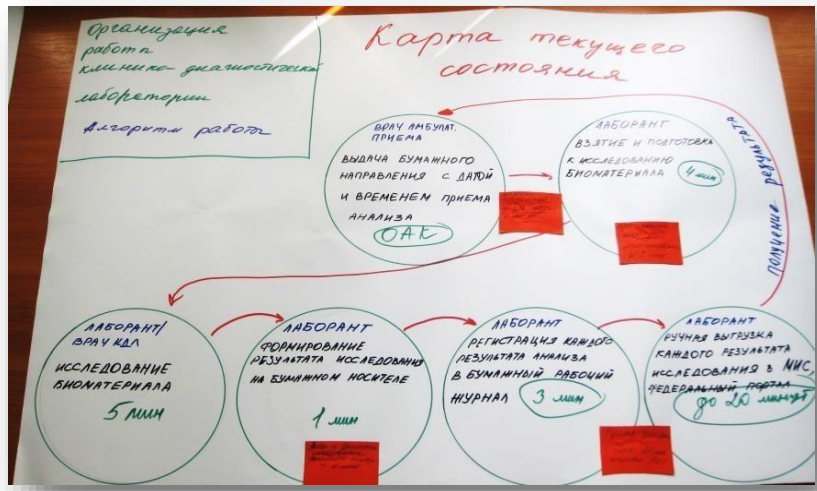 Организация
работа
клинико-диагностической
лаборатории
Алгоритм работы
Карта текущего
состояния
ВРАЧ АМБУЛАТ.
ПРИЕМА
ВЫДАЧА БУМАЖНОГО
НАПРАВЛЕНИЯ С ДАТОЙ
И ВРЕМЕНЕМ ПРИЕМА
АНАЛИЗА
ОАК
ЛАБОРАНТ
ВЗЯТИЕ И ПОДГОТОВКА
К ИССЛЕДОВАНИЮ
БИОМАТЕРИАЛА 4 мин
получение результата
ЛАБОРАНТ/
ВРАЧ КДЛ
ИССЛЕДОВАНИЕ
БИОМАТЕРИАЛА
5 мин
ЛАБОРАНТ
ФОРМИРОВАНИЕ
РЕЗУЛЬТАТА ИССЛЕДОВАНИЯ
НА БУМАЖНОМ НОСИТЕЛЕ
1 мин
ЛАБОРАНТ
РЕГИСТРАЦИЯ КАЖДОГО
РЕЗУЛЬТАТА АНАЛИЗА
В БУМАЖНЫЙ РАБОЧИЙ
ЖУРНАЛ 3 мин
ЛАБОРАНТ
РУЧНАЯ ВЫГРУЗКА
КАЖДОГО РЕЗУЛЬТАТА
ИССЛЕДОВАНИЯ В МИС,
ФЕДЕРАЛЬНЫЙ ПОРТАЛ
до 20 минут